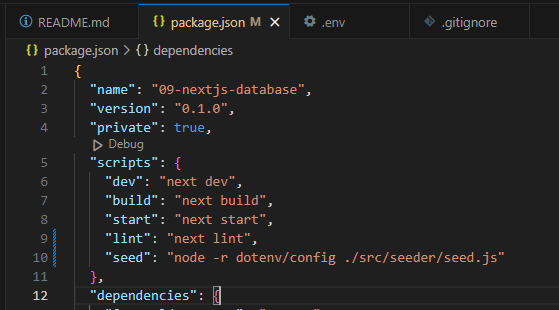 README.md package.json M .env .gitignore
package.json > {} dependencies
1 {
2 "name": "09-nextjs-database",
3 "version": "0.1.0",
4 "private": true,
Debug
5 "scripts": {
6 "dev": "next dev",
7 "build": "next build",
8 "start": "next start",
9 "lint": "next lint",
10 "seed": "node -r dotenv/config ./src/seeder/seed.js"
11 },
12 "dependencies": {